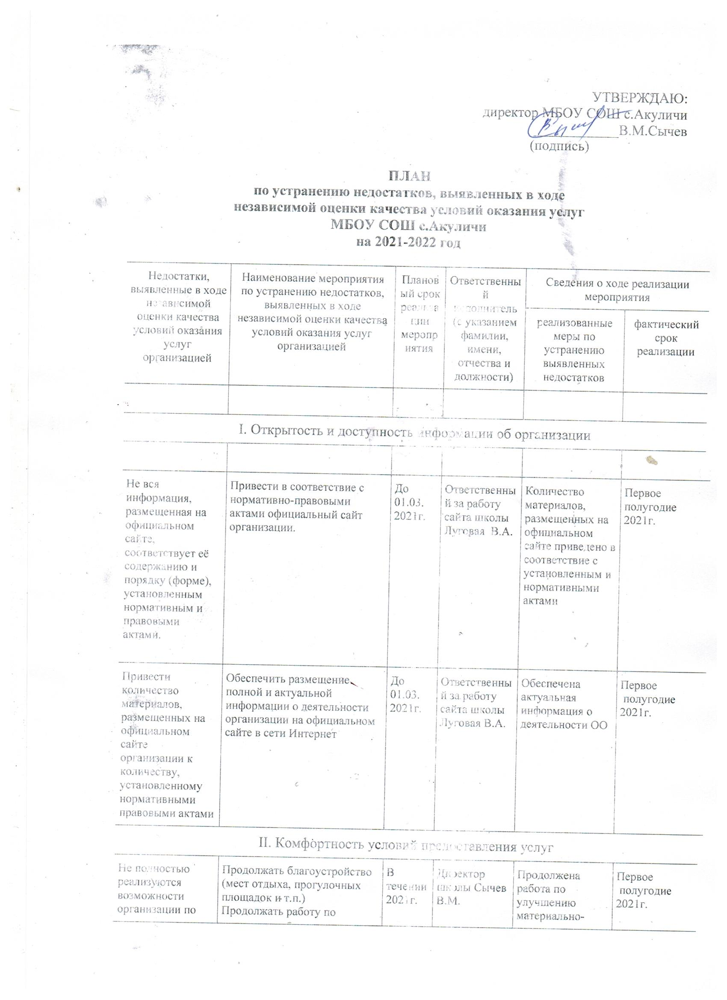 УТВЕРЖДАЮ:
директор МБОУ СОШ с.Акуличи
В.М.Сычев
(подпись)
ПЛАН
по устранению недостатков, выявленных в ходе
независимой оценки качества условий оказания услуг
МБОУ СОШ с.Акуличи
на 2021-2022 год
Недостатки,
выявленные в ходе
независимой
оценки качества
условий оказания
услуг
организацией
Наименование мероприятия
по устранению недостатков,
выявленных в ходе
независимой оценки качества
условий оказания услуг
организацией
Планов
ый срок
реализа
ции
меропр
иятия
Ответственны
й
исполнитель
(с указанием
фамилии,
имени,
отчества и
должности)
Сведения о ходе реализации
мероприятия
реализованные
меры по
устранению
выявленных
недостатков
фактический
срок
реализации
I. Открытость и доступность информации об организации
Не вся
информация,
размещенная на
официальном
сайте,
соответствует её
содержанию и
порядку (форме),
установленным
нормативным и
правовыми
актами.
Привести в соответствие с
нормативно-правовыми
актами официальный сайт
организации.
До
01.03.
2021г.
Ответственны
й за работу
сайта школы
Луговая В.А.
Количество
материалов,
размещенных на
официальном
сайте приведено в
соответствие с
установленным и
нормативными
актами
Первое
полугодие
2021г.
Привести
количество
материалов,
размещенных на
официальном
сайте
организации к
количеству,
установленному
нормативными
правовыми актами
Обеспечить размещение
полной и актуальной
информации о деятельности
организации на официальном
сайте в сети Интернет
До
01.03.
2021г.
Ответственны
й за работу
сайта школы
Луговая В.А.
Обеспечена
актуальная
информация о
деятельности ОО
Первое
полугодие
2021г.
II. Комфортность условий предоставления услуг
Не полностью
реализуются
возможности
организации по
Продолжать благоустройство
(мест отдыха, прогулочных
площадок и т.п.)
Продолжать работу по
В
течении
2021г.
Директор
школы Сычев
В.М.
Продолжена
работа по
улучшению
материально-
Первое
полугодие
2021г.